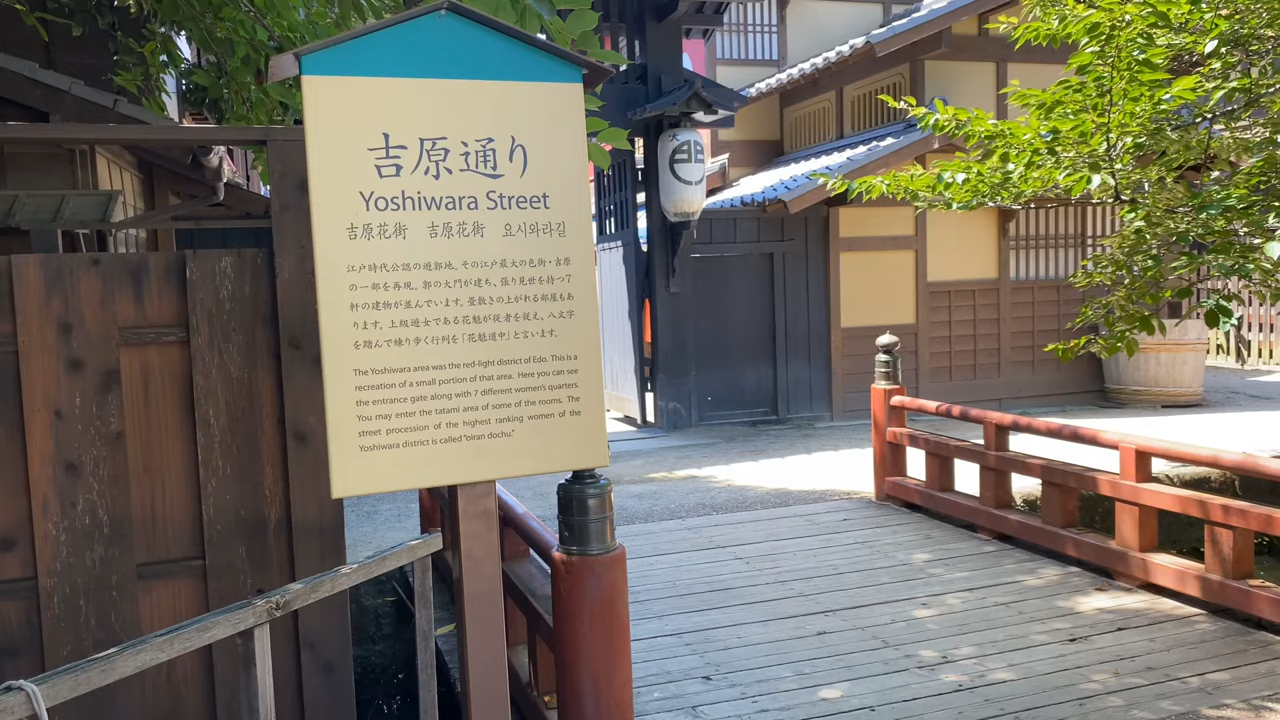 吉原通り
Yoshiwara Street
吉原花街 吉原花街 요시와라길
江戸時代公認の遊郭地。その江戸最大の色街・吉原
の一部を再現。郭の大門が建ち、張り見世を持つ7
軒の建物が並んでいます。畳敷きの上がれる部屋もあ
ります。上級遊女である花魁が従者を従え、八文字
を踏んで練り歩く行列を「花魁道中」と言います。
The Yoshiwara area was the red-light district of Edo. This is a
recreation of a small portion of that area. Here you can see
the entrance gate along with 7 different women's quarters.
You may enter the tatami area of some of the rooms. The
street procession of the highest ranking women of the
Yoshiwara district is called "oiran dochu."
大
門